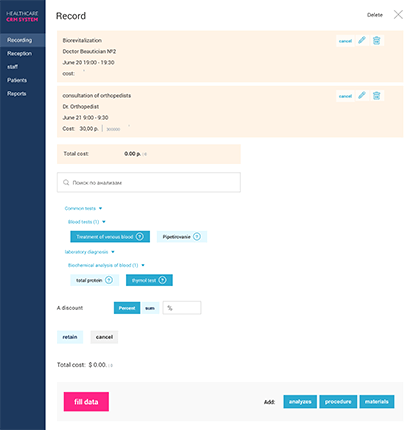 HEALTHCARE
CRM SYSTEM
Recording
Reception
staff
Patients
Reports
Record
Delete
Biorevitalization
cancel
Doctor Beautician №2
June 20 19:00 - 19:30
cost:
consultation of orthopedists
cancel
Dr. Orthopedist
June 21 9:00 - 9:30
Cost: 30,00 р.
Total cost: 0.00 р.
Поиск по анализам
Common tests
Blood tests (1)
Treatment of venous blood ?
Pipetirovanie ?
laboratory diagnosis
Biochemical analysis of blood (1)
total protein ?
thymol test ?
A discount
Percent
sum
%
retain
cancel
Total cost: $ 0.00
fill data
Add:
analyzes
procedure
materials